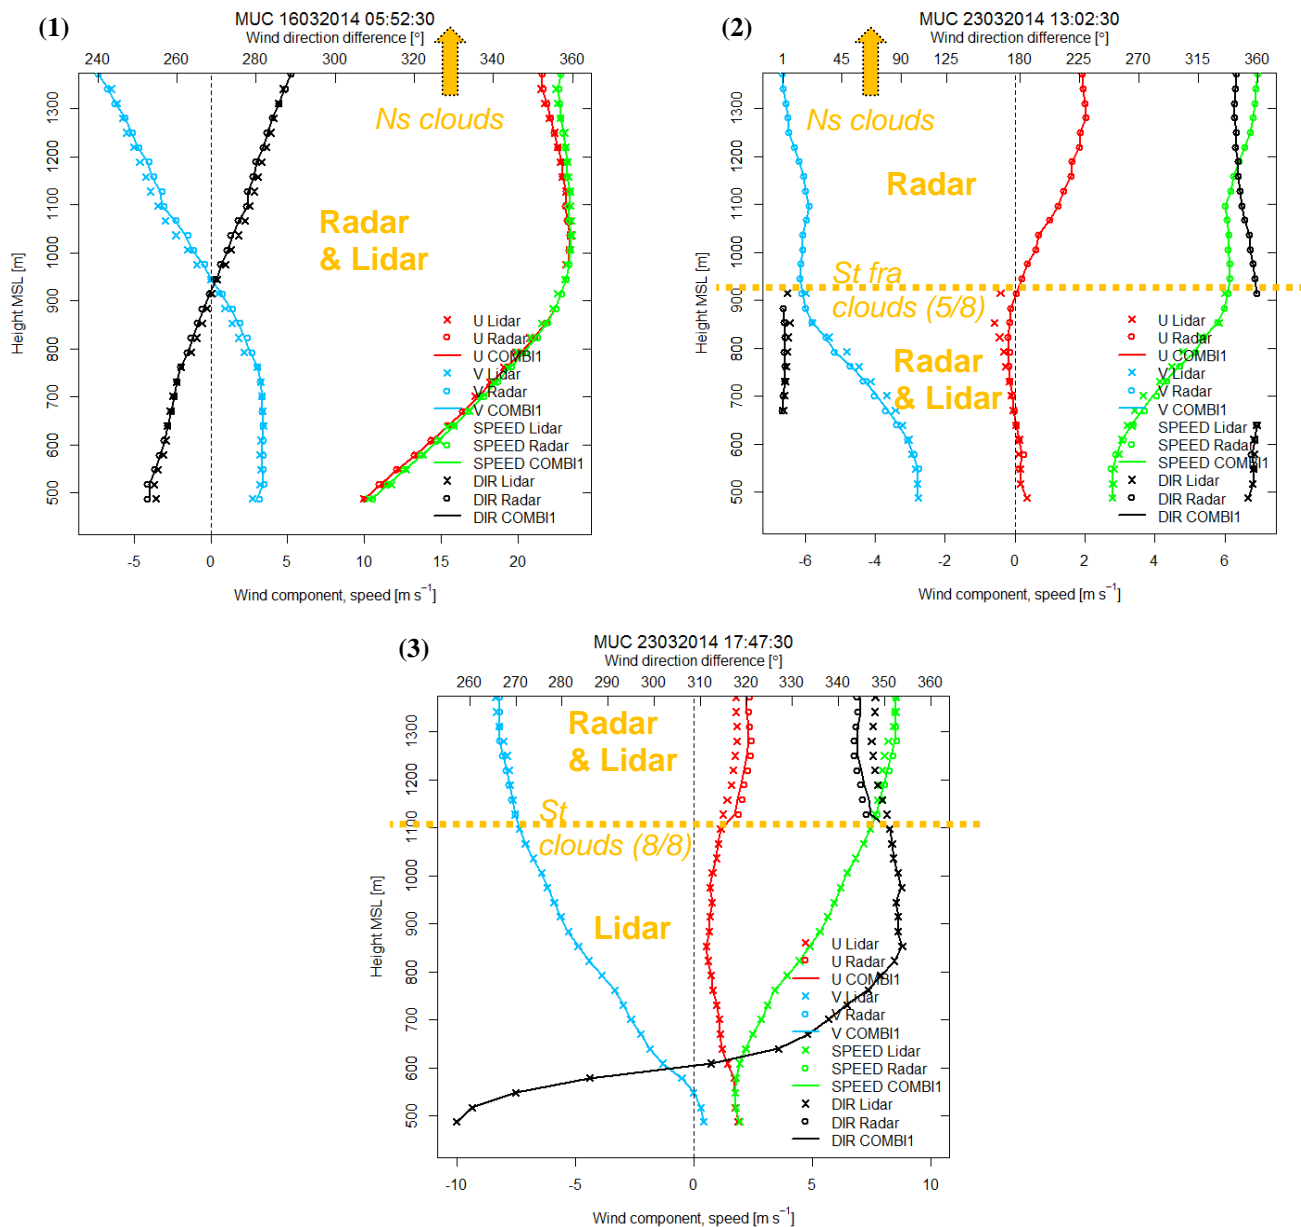 (1)
MUC 16032014 05:52:30
Wind direction difference [°]
240 260 280 300 320 340 360
Ns clouds
Radar
& Lidar
Height MSL [m]
500 600 700 800 900 1000 1100 1200 1300
U Lidar
U Radar
U COMBI1
V Lidar
V Radar
V COMBI1
SPEED Lidar
SPEED Radar
SPEED COMBI1
DIR Lidar
DIR Radar
DIR COMBI1
-5 0 5 10 15 20
Wind component, speed [m s−1]
(2)
MUC 23032014 13:02:30
Wind direction difference [°]
1 45 90 125 180 225 270 315 360
Ns clouds
Radar
St fra
clouds (5/8)
Radar
& Lidar
Height MSL [m]
500 600 700 800 900 1000 1100 1200 1300
U Lidar
U Radar
U COMBI1
V Lidar
V Radar
V COMBI1
SPEED Lidar
SPEED Radar
SPEED COMBI1
DIR Lidar
DIR Radar
DIR COMBI1
-6 -4 -2 0 2 4 6
Wind component, speed [m s−1]
(3)
MUC 23032014 17:47:30
Wind direction difference [°]
260 270 280 290 300 310 320 330 340 350 360
Radar
& Lidar
St
clouds (8/8)
Lidar
Height MSL [m]
500 600 700 800 900 1000 1100 1200 1300
U Lidar
U Radar
U COMBI1
V Lidar
V Radar
V COMBI1
SPEED Lidar
SPEED Radar
SPEED COMBI1
DIR Lidar
DIR Radar
DIR COMBI1
-10 -5 0 5 10
Wind component, speed [m s−1]